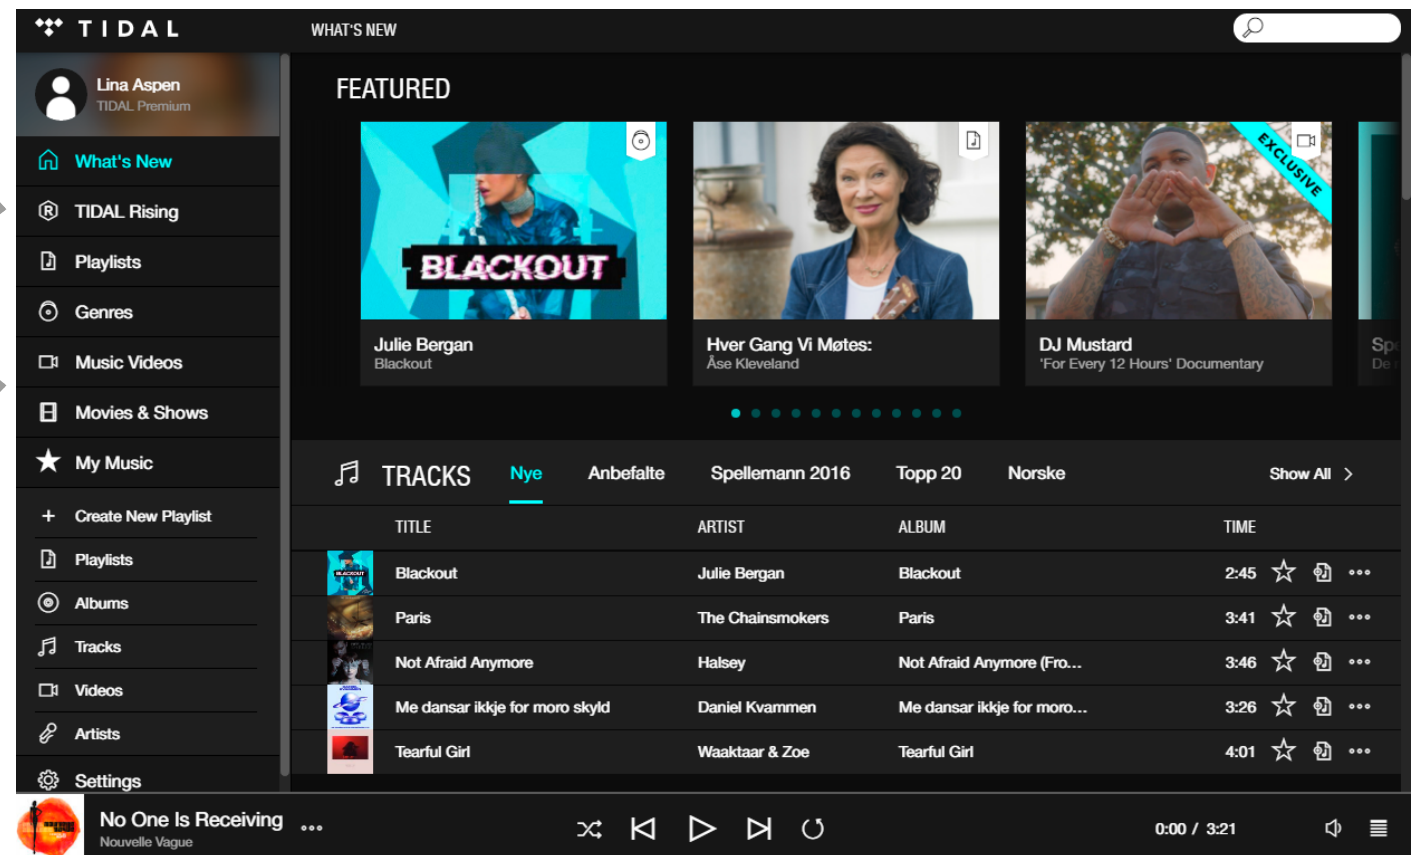 TIDAL
WHAT'S NEW
Lina Aspen
TIDAL Premium
What's New
TIDAL Rising
Playlists
Genres
Music Videos
Movies & Shows
My Music
Create New Playlist
Playlists
Albums
Tracks
Videos
Artists
Settings
FEATURED
BLACKOUT
Julie Bergan
Blackout
Hver Gang Vi Møtes:
Åse Kleveland
EXCLUSIVE
DJ Mustard
'For Every 12 Hours' Documentary
TRACKS Nye Anbefalte Spellemann 2016 Topp 20 Norske Show All
TITLE ARTIST ALBUM TIME
BLACKOUT
Blackout Julie Bergan Blackout 2:45
Paris The Chainsmokers Paris 3:41
Not Afraid Anymore Halsey Not Afraid Anymore (Fro... 3:46
Me dansar ikkje for moro skyld Daniel Kvammen Me dansar ikkje for moro... 3:26
Tearful Girl Waaktaar & Zoe Tearful Girl 4:01
No One Is Receiving
Nouvelle Vague
0:00 / 3:21